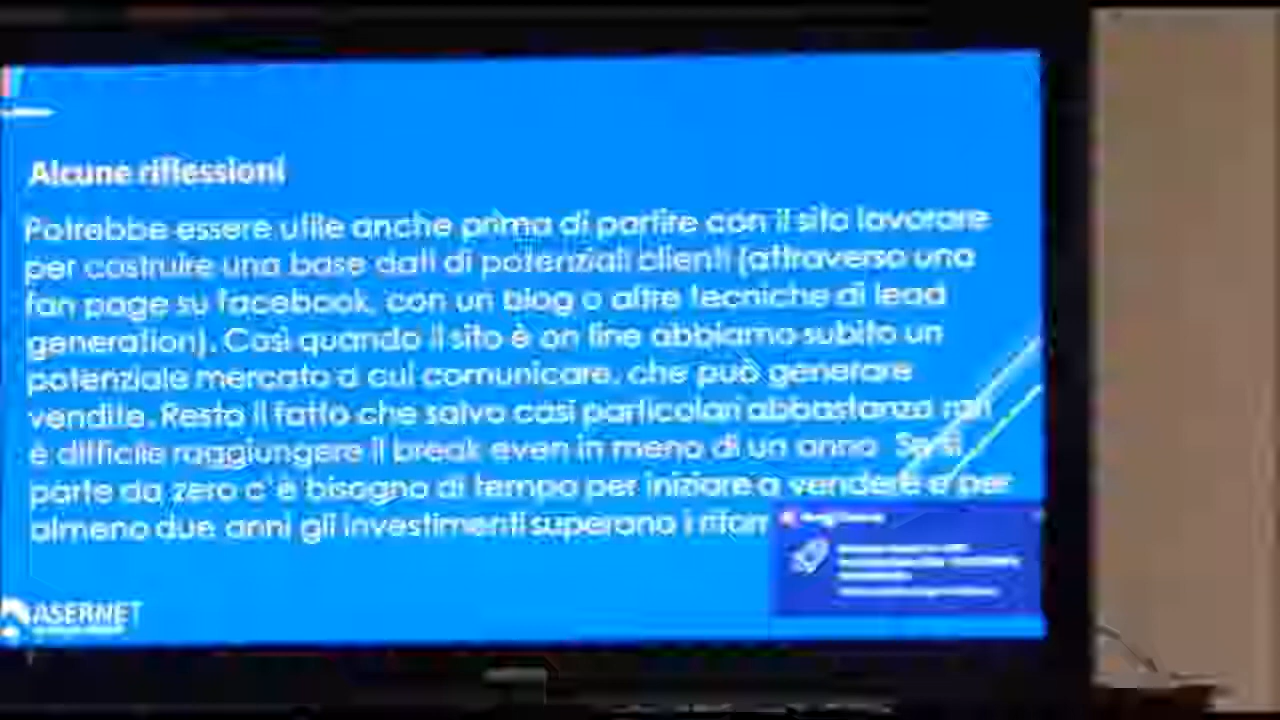 Alcune riflessioni
Potrebbe essere utile anche prima di partire con il sito lavorare
per costruire una base dati di potenziali clienti (attraverso una
fan page su facebook, con un blog o altre tecniche di lead
generation). Così quando il sito è on line abbiamo subito un
potenziale mercato a cui comunicare, che può generare
vendite. Resta il fatto che salvo casi particolari abbastanza rari
è difficile raggiungere il break even in meno di un anno. Se si
parte da zero c'è bisogno di tempo per iniziare a vendere e per
almeno due anni gli investimenti superano i
ASERNET